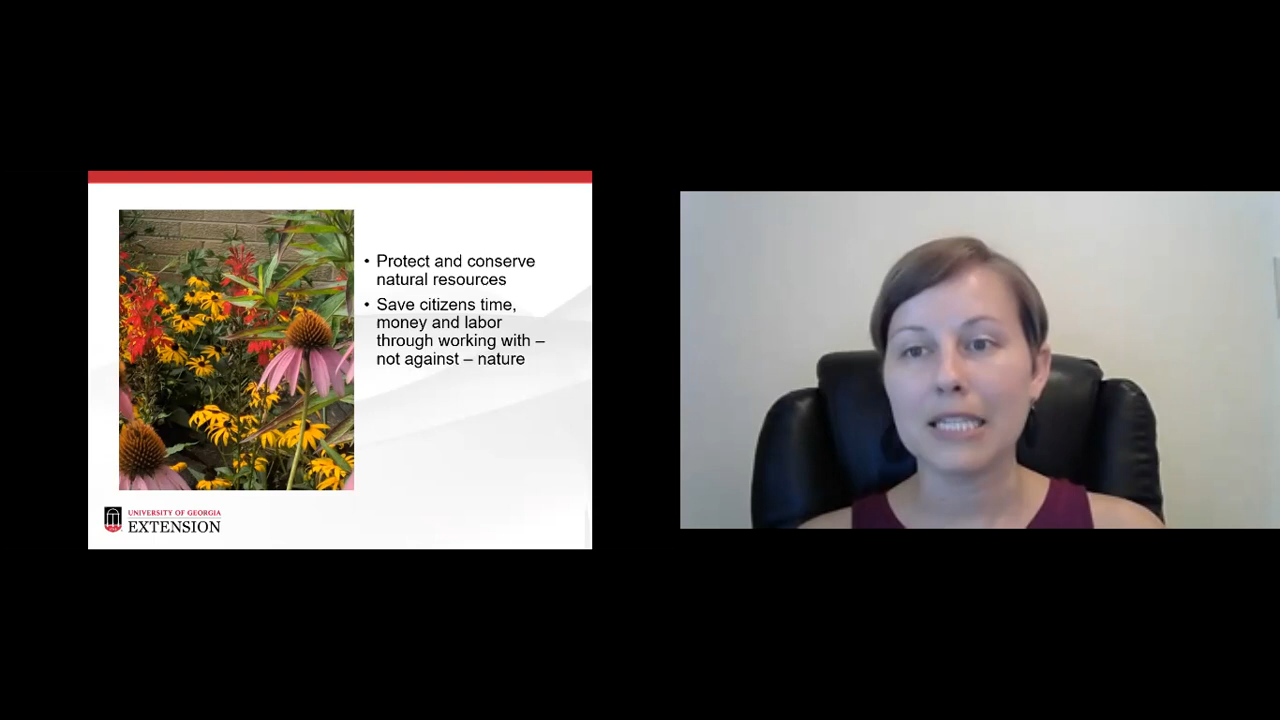 • Protect and conserve
natural resources
• Save citizens time,
money and labor
through working with –
not against – nature
UNIVERSITY OF GEORGIA
EXTENSION